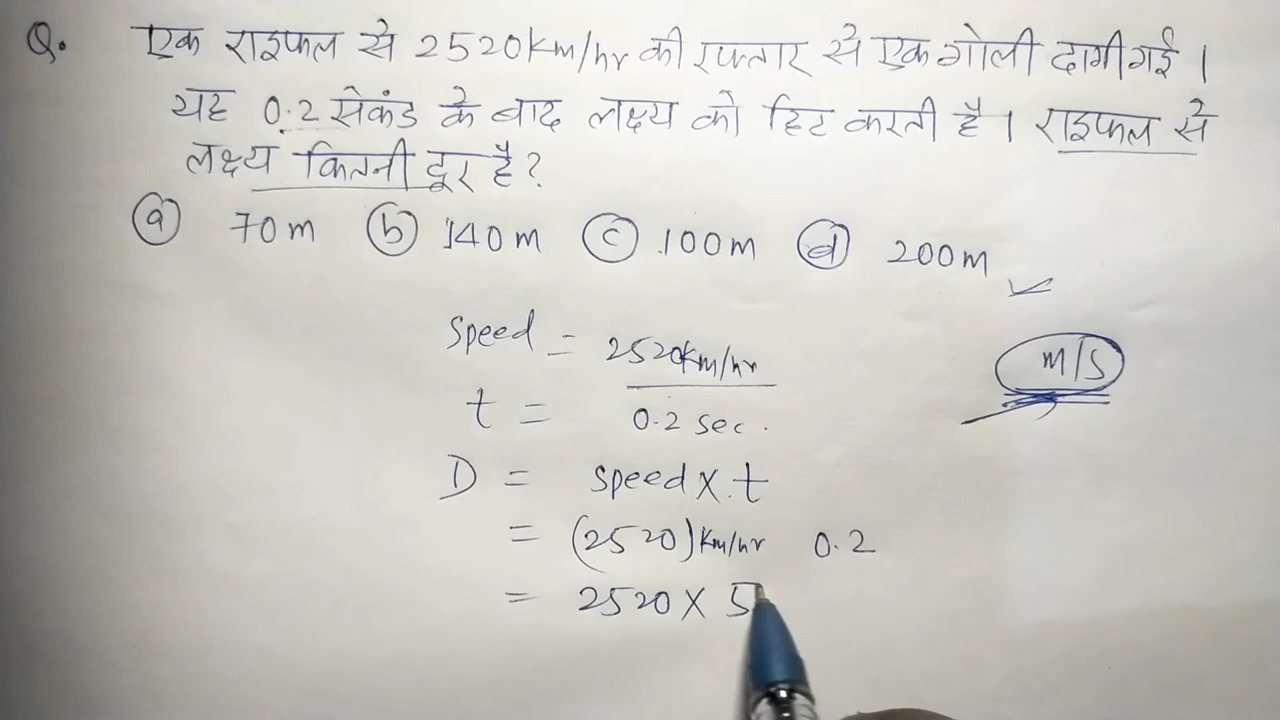 Q. एक राइफल से 2520km/hr की रफ्तार से एक गोली दागी गई।
यह 0.2 सेकंड के बाद लक्ष्य को हिट करती है। राइफल से
लक्ष्य कितनी दूर है?
(a) 70m (b) 140m (c) 100m (d) 200m
speed = 2520km/hr
m/s
t = 0.2 sec.
D = speed x t
= (2520)km/hr 0.2
= 2520 x 5